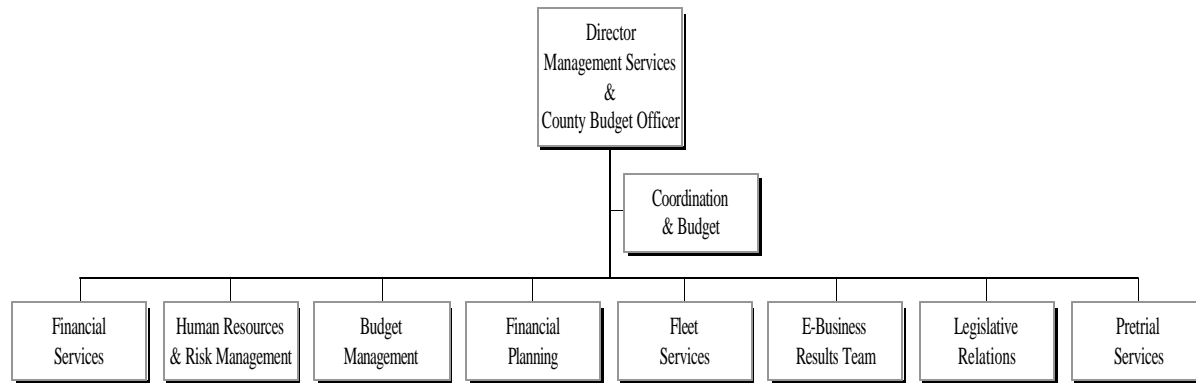 Director
Management Services
&
County Budget Officer
Coordination
& Budget
Financial
Services
Human Resources
& Risk Management
Budget
Management
Financial
Planning
Fleet
Services
E-Business
Results Team
Legislative
Relations
Pretrial
Services